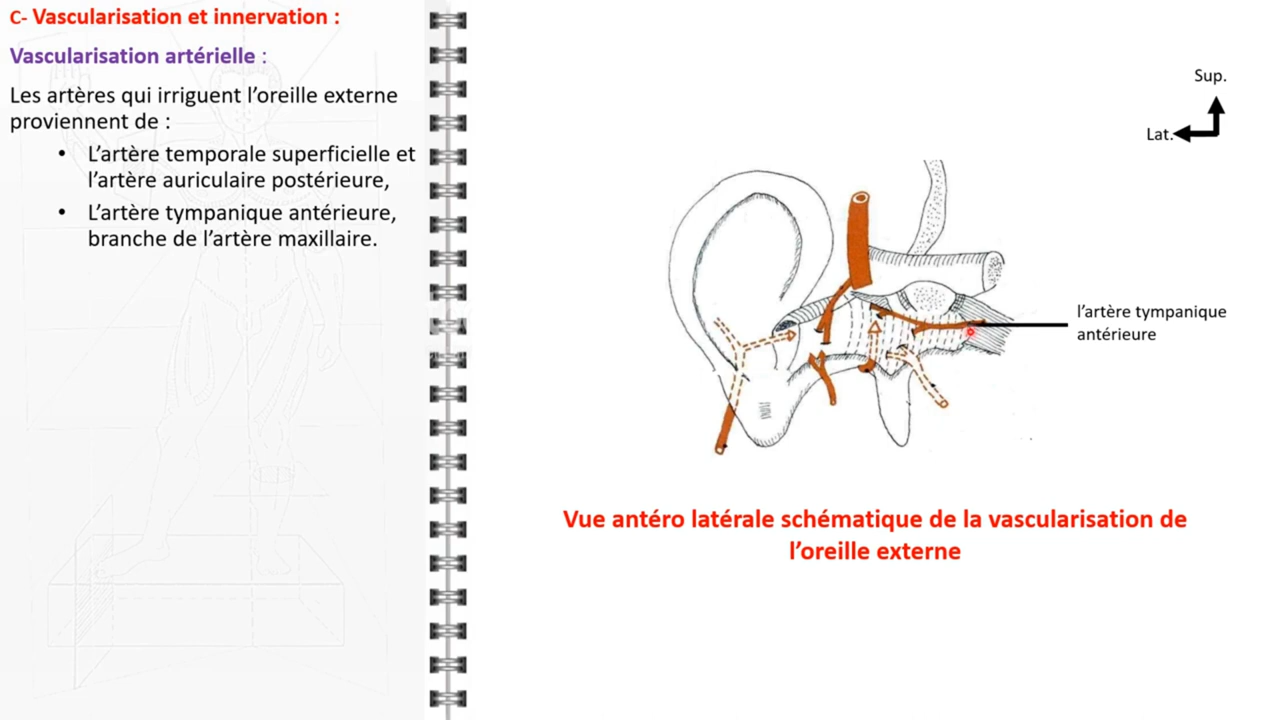 C- Vascularisation et innervation :
Vascularisation artérielle :
Les artères qui irriguent l’oreille externe
proviennent de :
• L’artère temporale superficielle et
l’artère auriculaire postérieure,
• L’artère tympanique antérieure,
branche de l’artère maxillaire.
Sup.
Lat.
l’artère tympanique
antérieure
Vue antéro latérale schématique de la vascularisation de
l’oreille externe